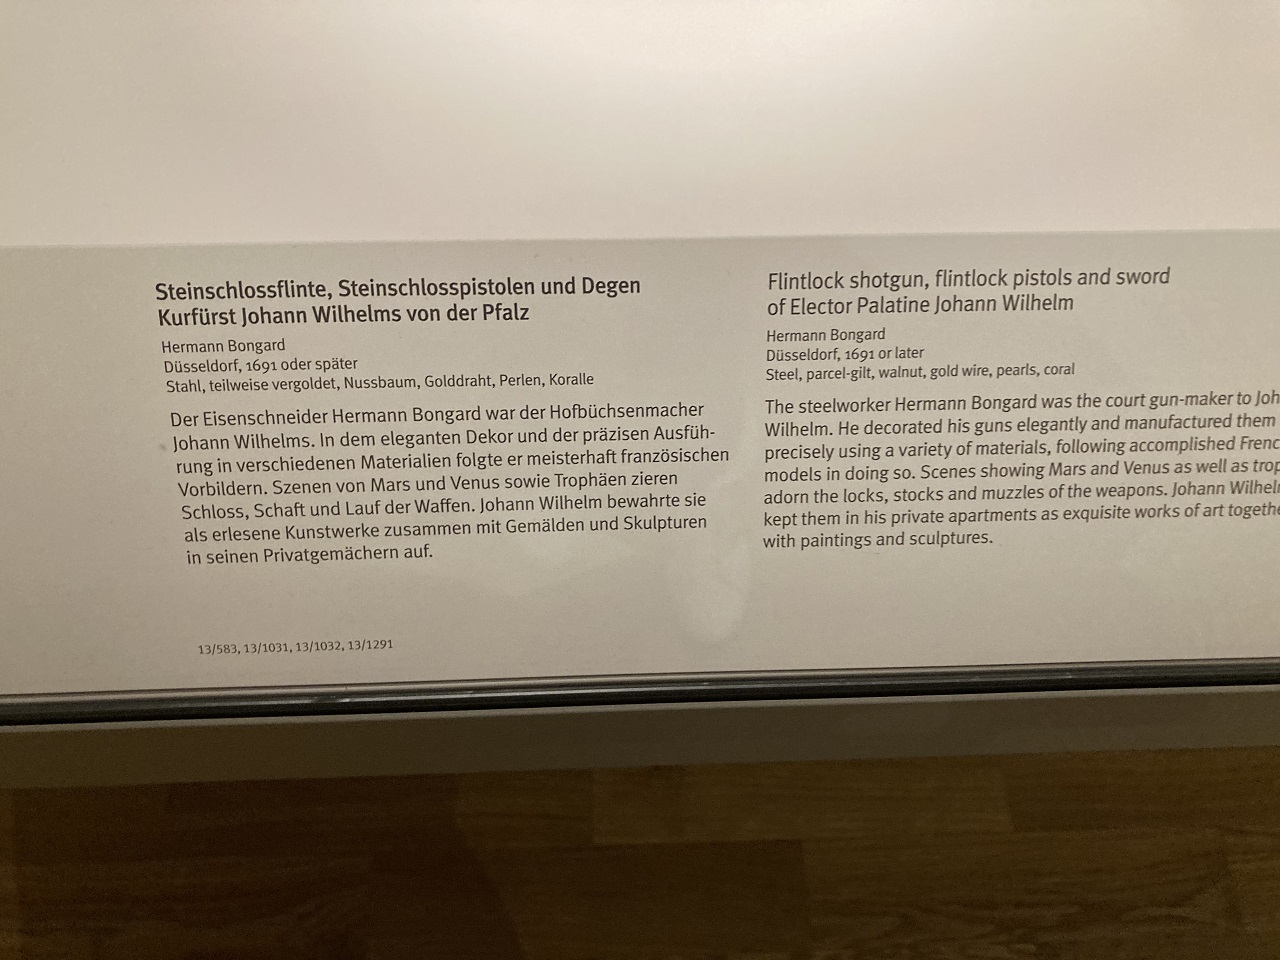 Steinschlossflinte, Steinschlosspistolen und Degen
Kurfürst Johann Wilhelms von der Pfalz
Hermann Bongard
Düsseldorf, 1691 oder später
Stahl, teilweise vergoldet, Nussbaum, Golddraht, Perlen, Koralle
Der Eisenschneider Hermann Bongard war der Hofbüchsenmacher
Johann Wilhelms. In dem eleganten Dekor und der präzisen Ausfüh-
rung in verschiedenen Materialien folgte er meisterhaft französischen
Vorbildern. Szenen von Mars und Venus sowie Trophäen zieren
Schloss, Schaft und Lauf der Waffen. Johann Wilhelm bewahrte sie
als erlesene Kunstwerke zusammen mit Gemälden und Skulpturen
in seinen Privatgemächern auf.
13/583, 13/1031, 13/1032, 13/1291
Flintlock shotgun, flintlock pistols and sword
of Elector Palatine Johann Wilhelm
Hermann Bongard
Düsseldorf, 1691 or later
Steel, parcel-gilt, walnut, gold wire, pearls, coral
The steelworker Hermann Bongard was the court gun-maker to
Wilhelm. He decorated his guns elegantly and manufactured them
precisely using a variety of materials, following accomplished
models in doing so. Scenes showing Mars and Venus as well as
adorn the locks, stocks and muzzles of the weapons. Johann
kept them in his private apartments as exquisite works of art
with paintings and sculptures.